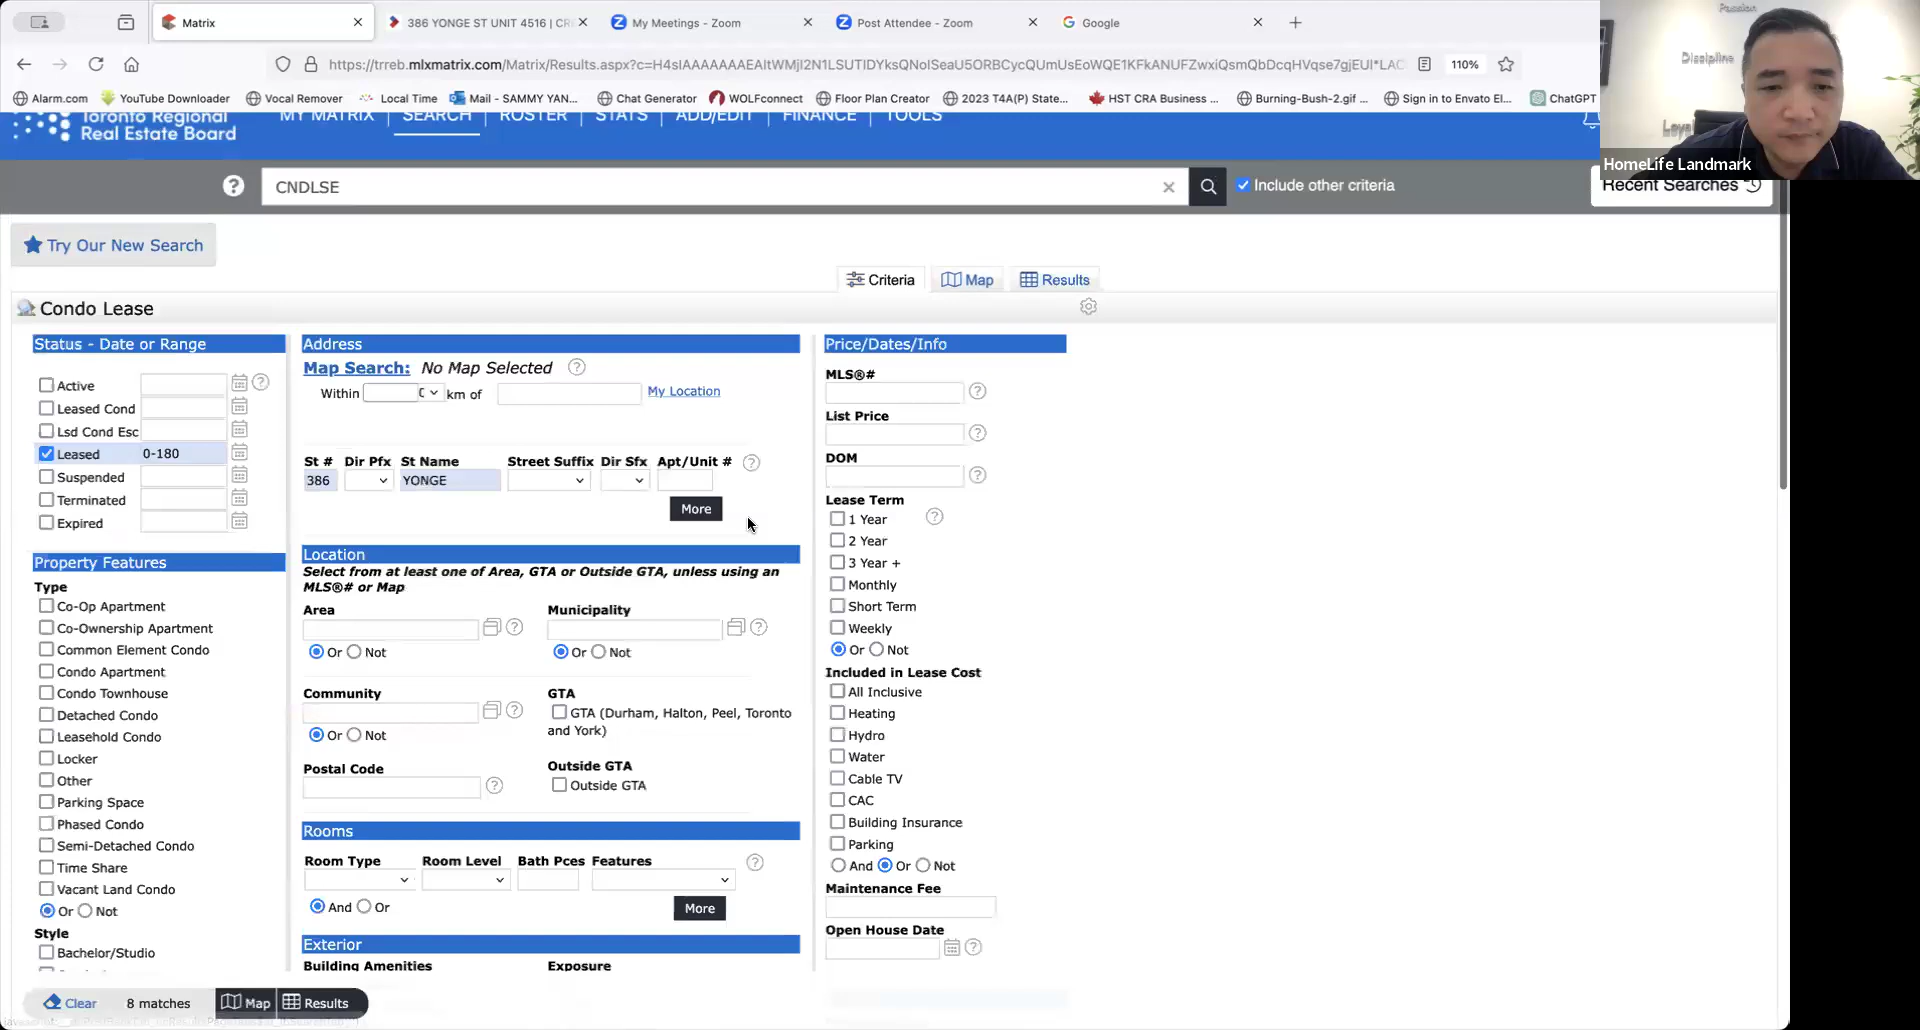 Matrix
386 YONGE ST UNIT 4516 | CR
My Meetings - Zoom
Post Attendee - Zoom
Google
https://trreb.mlxmatrix.com/Matrix/Results.aspx?c=
110%
Alarm.com
YouTube Downloader
Vocal Remover
Local Time
Mail - SAMMY YAN...
Chat Generator
WOLFconnect
Floor Plan Creator
2023 T4A(P) State...
HST CRA Business ...
Burning-Bush-2.gif ...
Sign in to Envato El...
ChatGPT
Passion
Discipline
HomeLife Landmark
Toronto Regional
Real Estate Board
MY MATRIX
SEARCH
ROSTER
STATS
ADD/EDIT
FINANCE
TOOLS
CNDLSE
Include other criteria
Recent Searches
Try Our New Search
Criteria
Map
Results
Condo Lease
Status - Date or Range
Active
Leased Cond
Lsd Cond Esc
Leased 0-180
Suspended
Terminated
Expired
Property Features
Type
Co-Op Apartment
Co-Ownership Apartment
Common Element Condo
Condo Apartment
Condo Townhouse
Detached Condo
Leasehold Condo
Locker
Other
Parking Space
Phased Condo
Semi-Detached Condo
Time Share
Vacant Land Condo
Or Not
Style
Bachelor/Studio
Address
Map Search: No Map Selected
Within km of My Location
St # Dir Pfx St Name Street Suffix Dir Sfx Apt/Unit #
386 YONGE
More
Location
Select from at least one of Area, GTA or Outside GTA, unless using an
MLS®# or Map
Area Municipality
Or Not Or Not
Community GTA
GTA (Durham, Halton, Peel, Toronto
and York)
Or Not
Postal Code Outside GTA
Outside GTA
Rooms
Room Type Room Level Bath Pces Features
And Or More
Exterior
Building Amenities Exposure
Price/Dates/Info
MLS®#
List Price
DOM
Lease Term
1 Year
2 Year
3 Year +
Monthly
Short Term
Weekly
Or Not
Included in Lease Cost
All Inclusive
Heating
Hydro
Water
Cable TV
CAC
Building Insurance
Parking
And Or Not
Maintenance Fee
Open House Date
Clear 8 matches Map Results